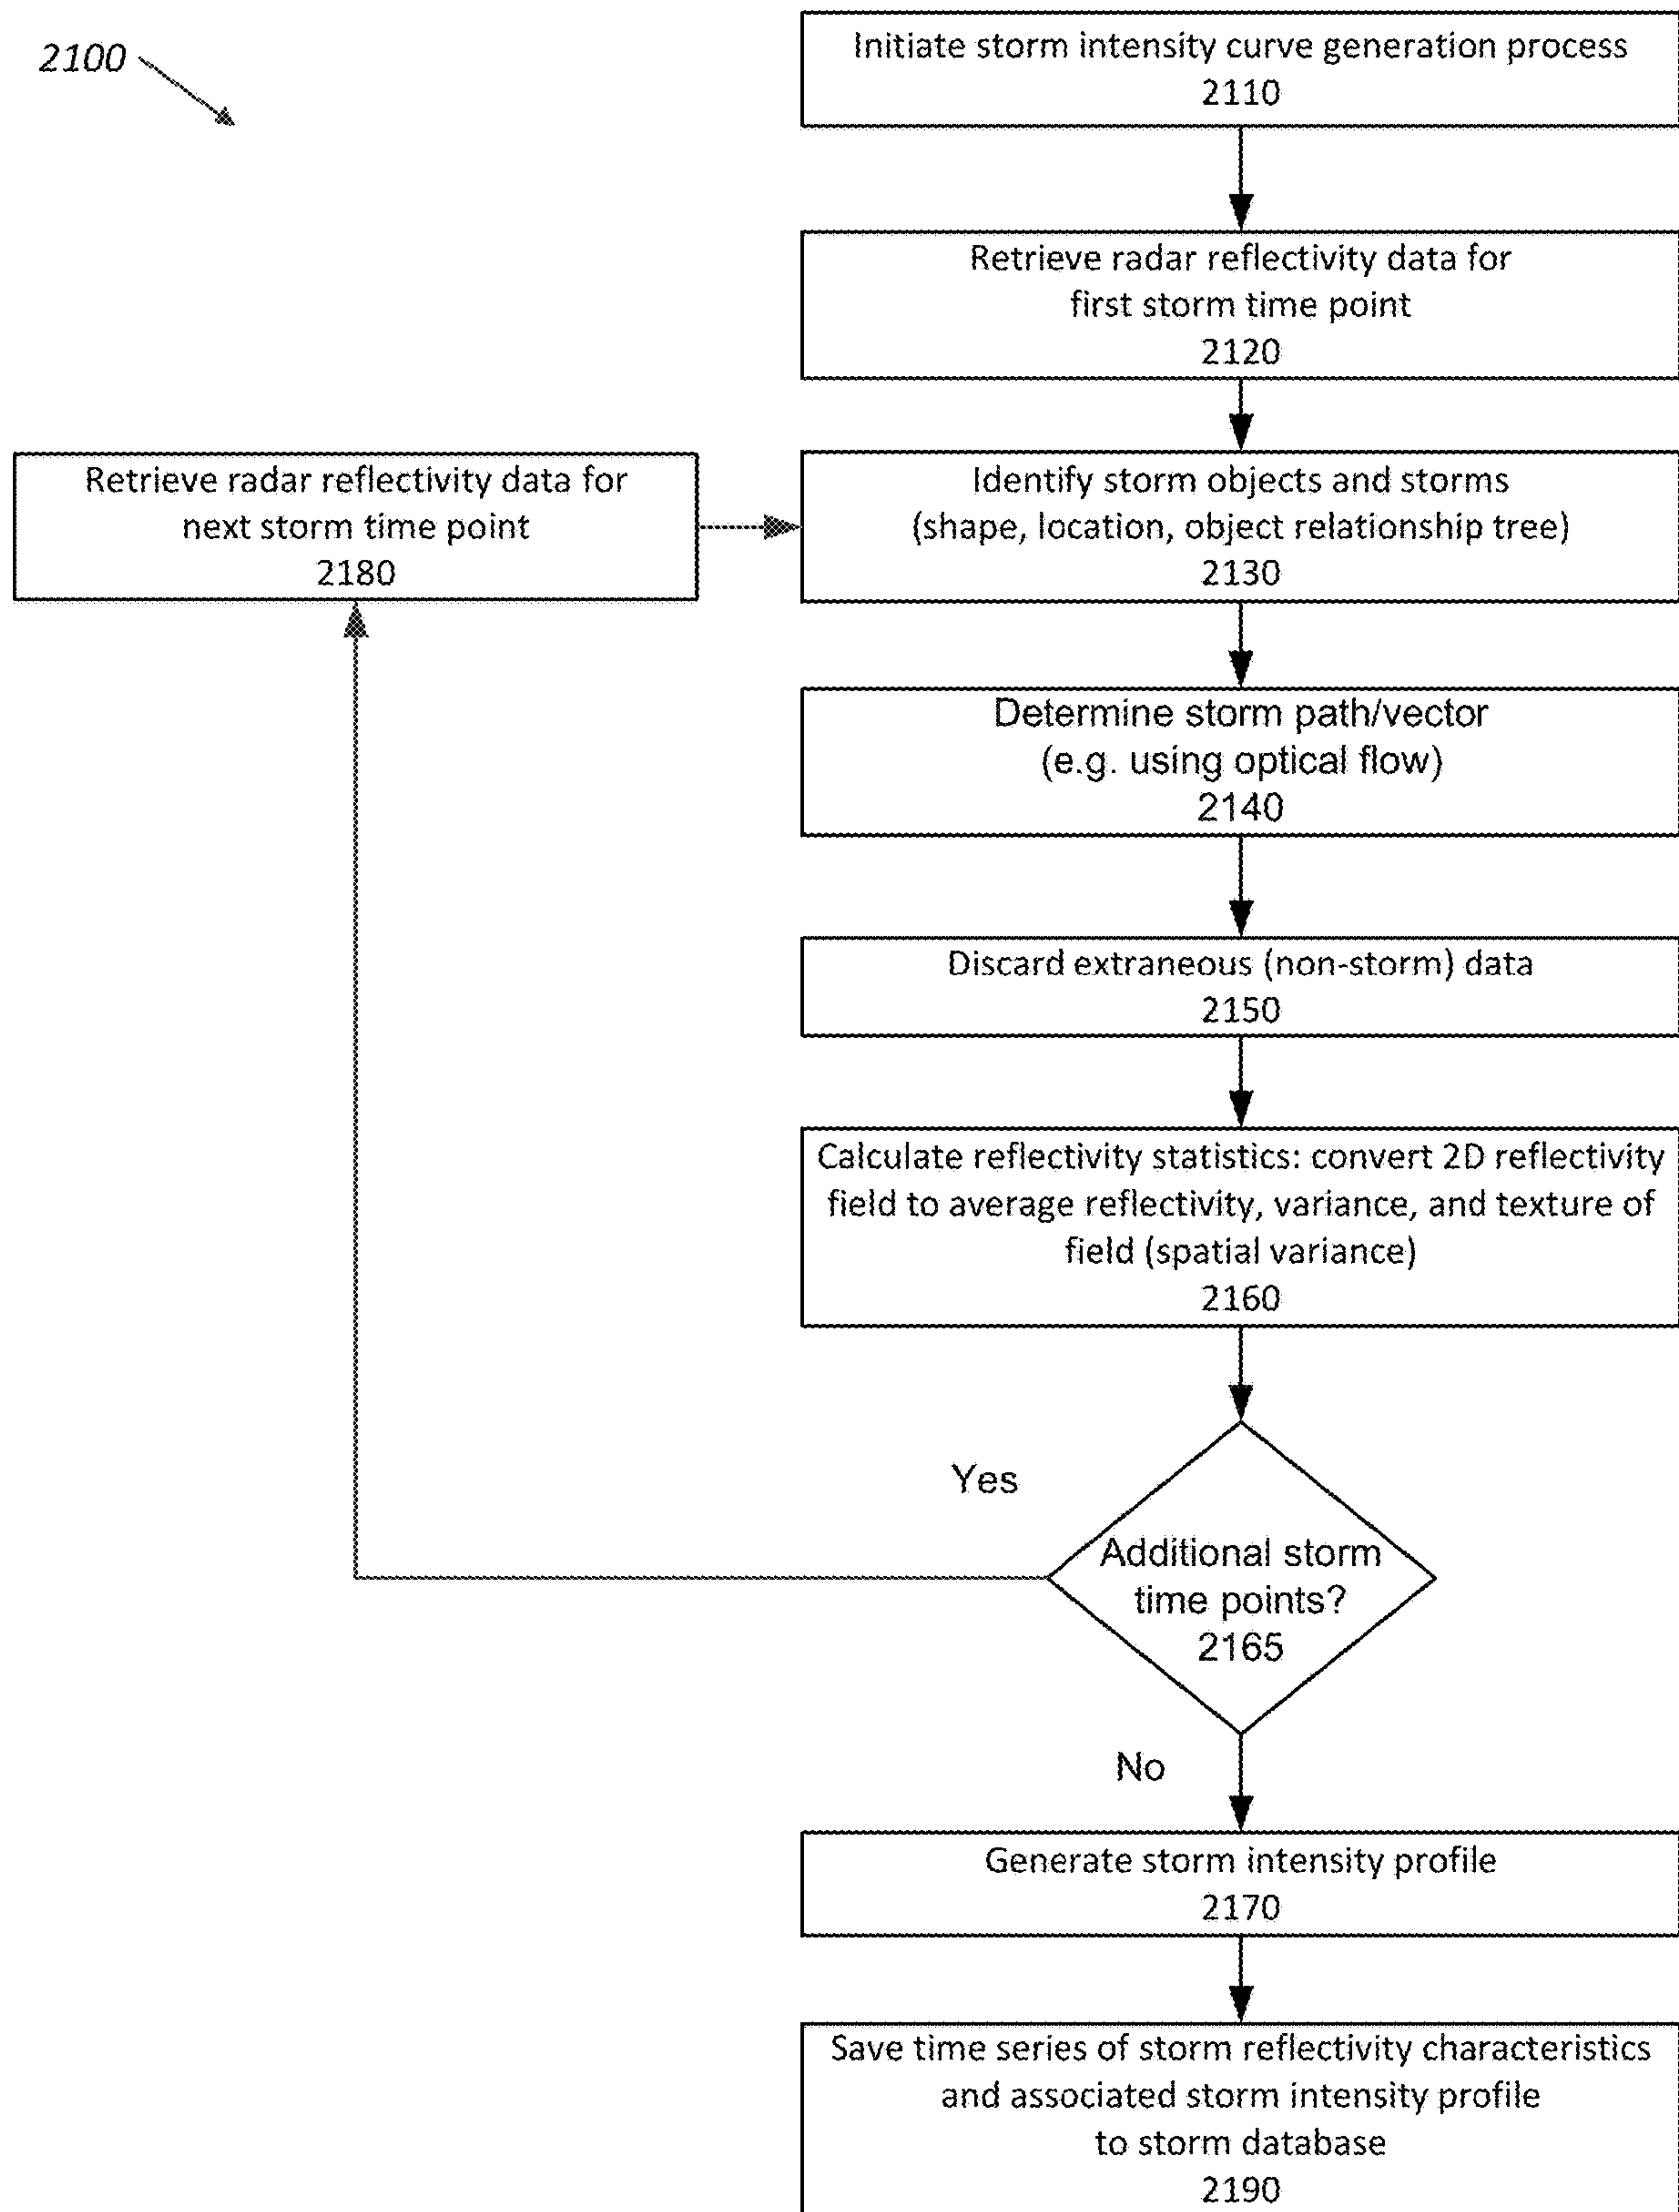 2100
Initiate storm intensity curve generation process
2110
Retrieve radar reflectivity data for
first storm time point
2120
Retrieve radar reflectivity data for
next storm time point
2180
Identify storm objects and storms
(shape, location, object relationship tree)
2130
Determine storm path/vector
(e.g. using optical flow)
2140
Discard extraneous (non-storm) data
2150
Calculate reflectivity statistics: convert 2D reflectivity
field to average reflectivity, variance, and texture of
field (spatial variance)
2160
Yes
Additional storm
time points?
2165
No
Generate storm intensity profile
2170
Save time series of storm reflectivity characteristics
and associated storm intensity profile
to storm database
2190